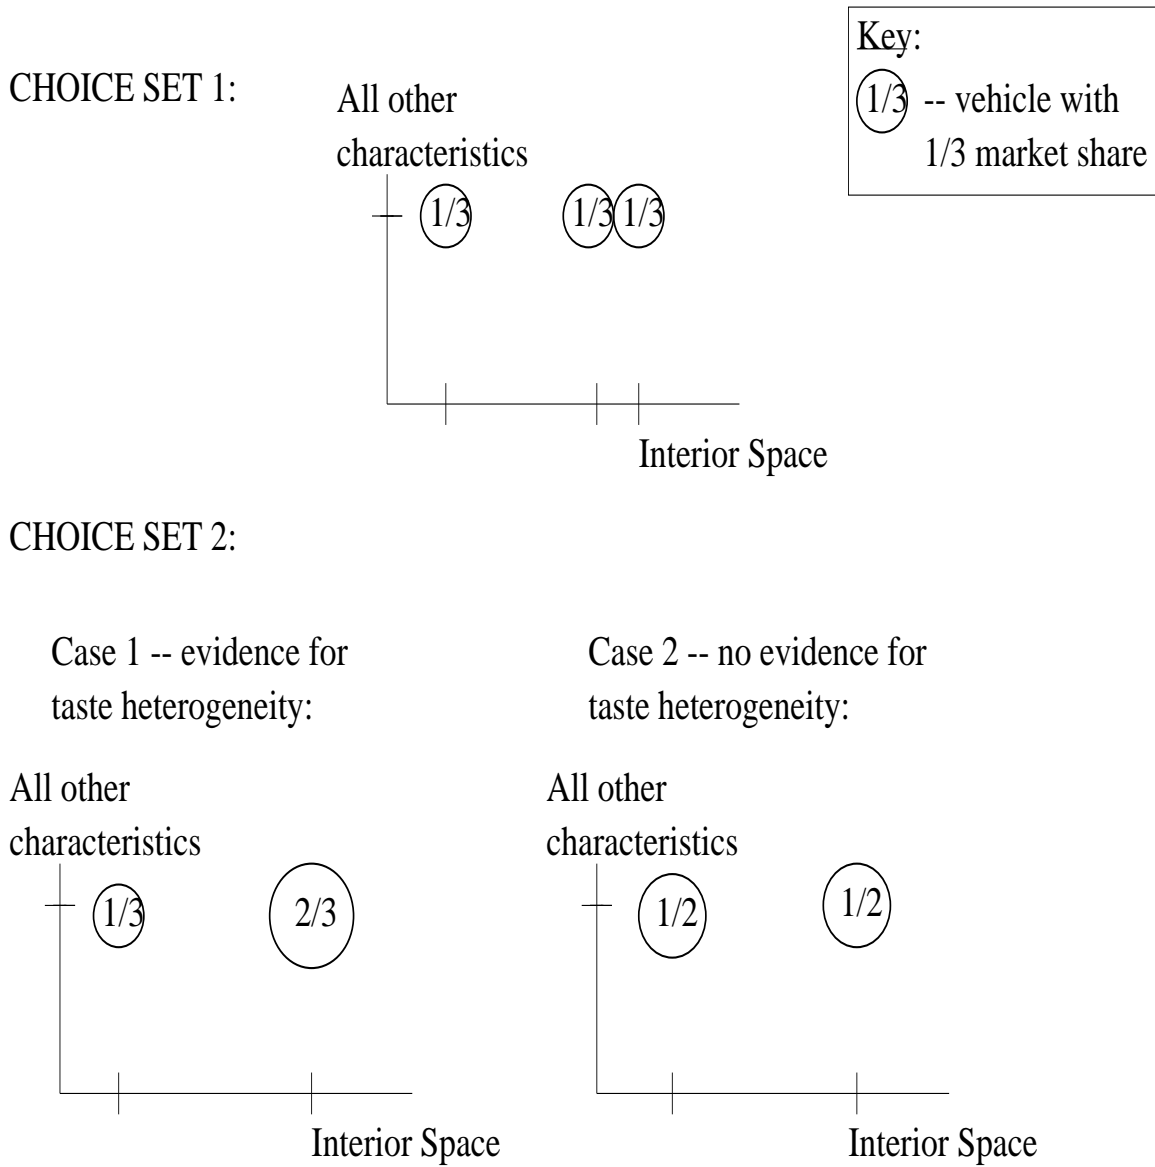 Key:
1/3 -- vehicle with
1/3 market share
CHOICE SET 1:
All other
characteristics
1/3 1/3 1/3
Interior Space
CHOICE SET 2:
Case 1 -- evidence for
taste heterogeneity:
All other
characteristics
1/3 2/3
Interior Space
Case 2 -- no evidence for
taste heterogeneity:
All other
characteristics
1/2 1/2
Interior Space